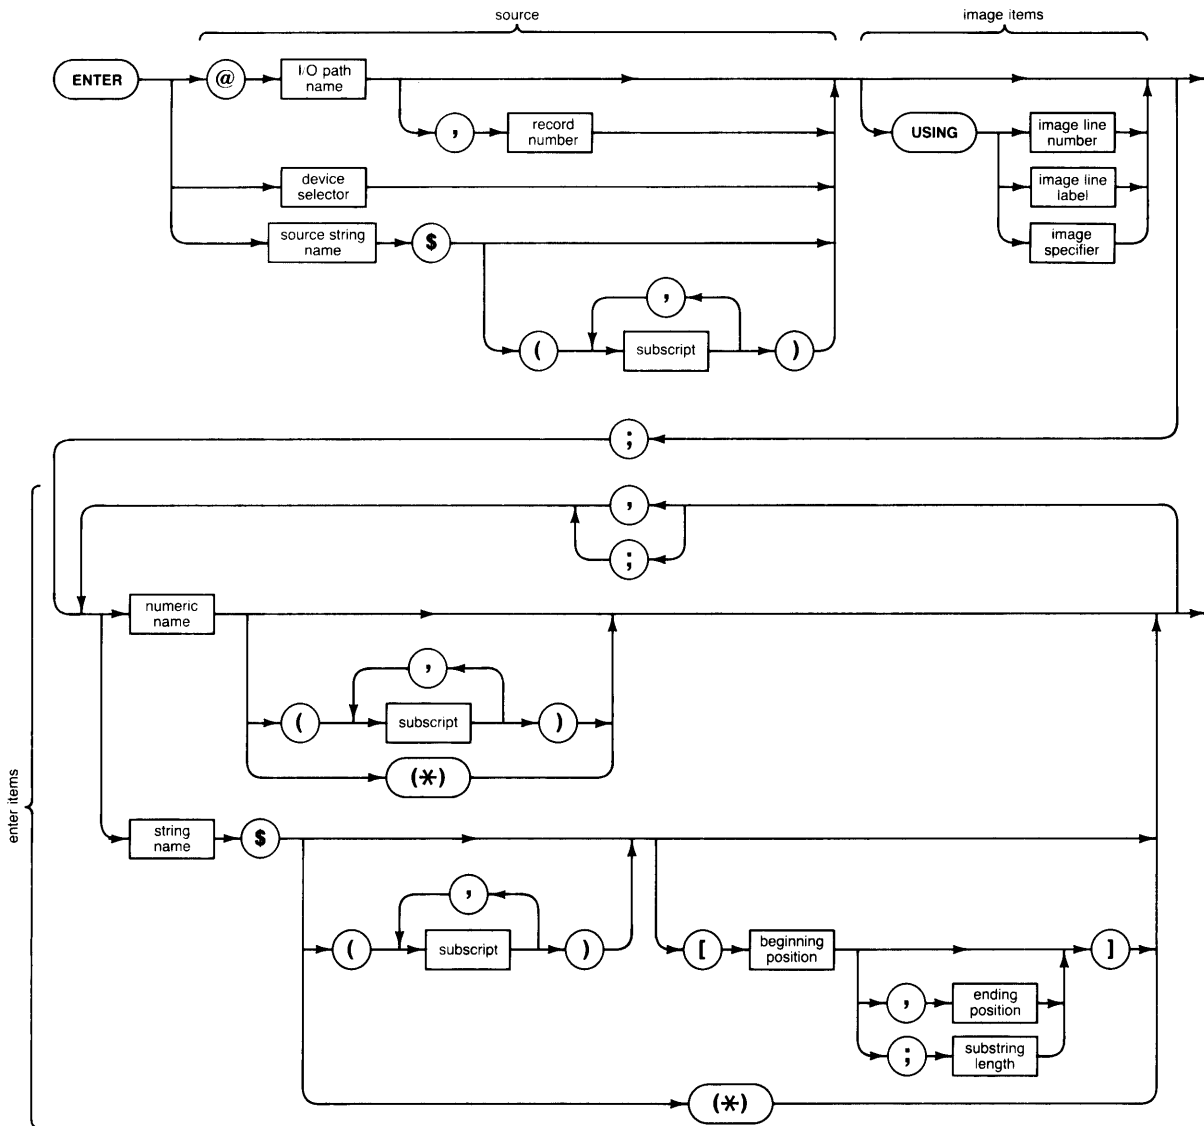 source
image items
ENTER
@
I/O path
name
,
record
number
USING
image line
number
device
selector
image line
label
source string
name
$
image
specifier
,
(
subscript
)
;
,
;
numeric
name
,
(
subscript
)
(*)
enter items
string
name
$
,
(
subscript
)
[
beginning
position
]
,
ending
position
;
substring
length
(*)